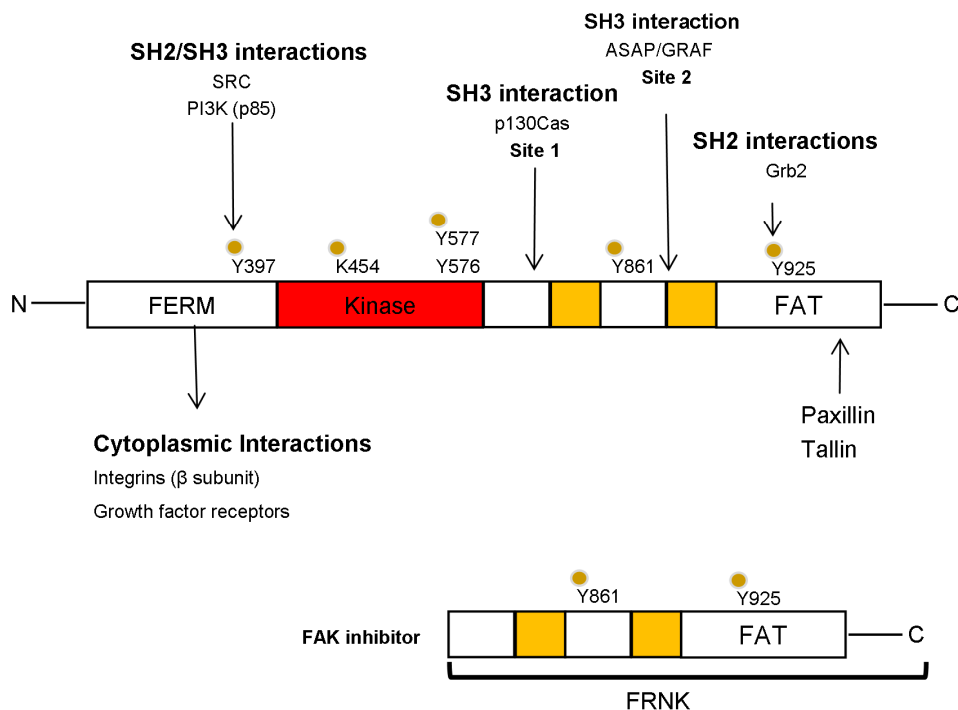 SH3 interaction
ASAP/GRAF
Site 2
SH2/SH3 interactions
SRC
PI3K (p85)
SH3 interaction
p130Cas
Site 1
SH2 interactions
Grb2
Y577
Y397 K454 Y576 Y861 Y925
N FERM Kinase FAT C
Paxillin
Tallin
Cytoplasmic Interactions
Integrins (β subunit)
Growth factor receptors
Y861 Y925
FAK inhibitor FAT C
FRNK